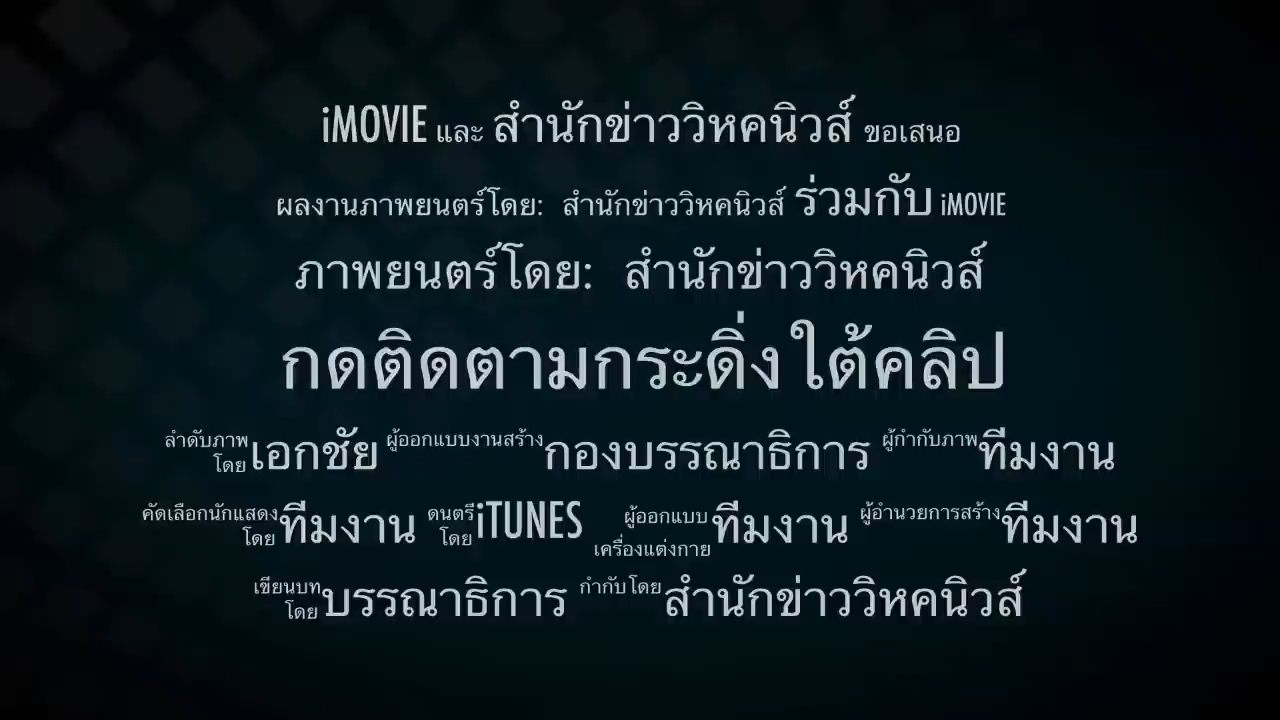 iMOVIE และ สำนักข่าววิหคนิวส์ ขอเสนอ
ผลงานภาพยนตร์โดย: สำนักข่าววิหคนิวส์ ร่วมกับ iMOVIE
ภาพยนตร์โดย: สำนักข่าววิหคนิวส์
กดติดตามกระดิ่ง ใต้คลิป
ลำดับภาพโดย เอกชัย ผู้ออกแบบงานสร้าง กองบรรณาธิการ ผู้กำกับภาพ ทีมงาน
คัดเลือกนักแสดงโดย ทีมงาน ดนตรีโดย iTUNES ผู้ออกแบบเครื่องแต่งกาย ทีมงาน ผู้อำนวยการสร้าง ทีมงาน
เขียนบทโดย บรรณาธิการ กำกับโดย สำนักข่าววิหคนิวส์